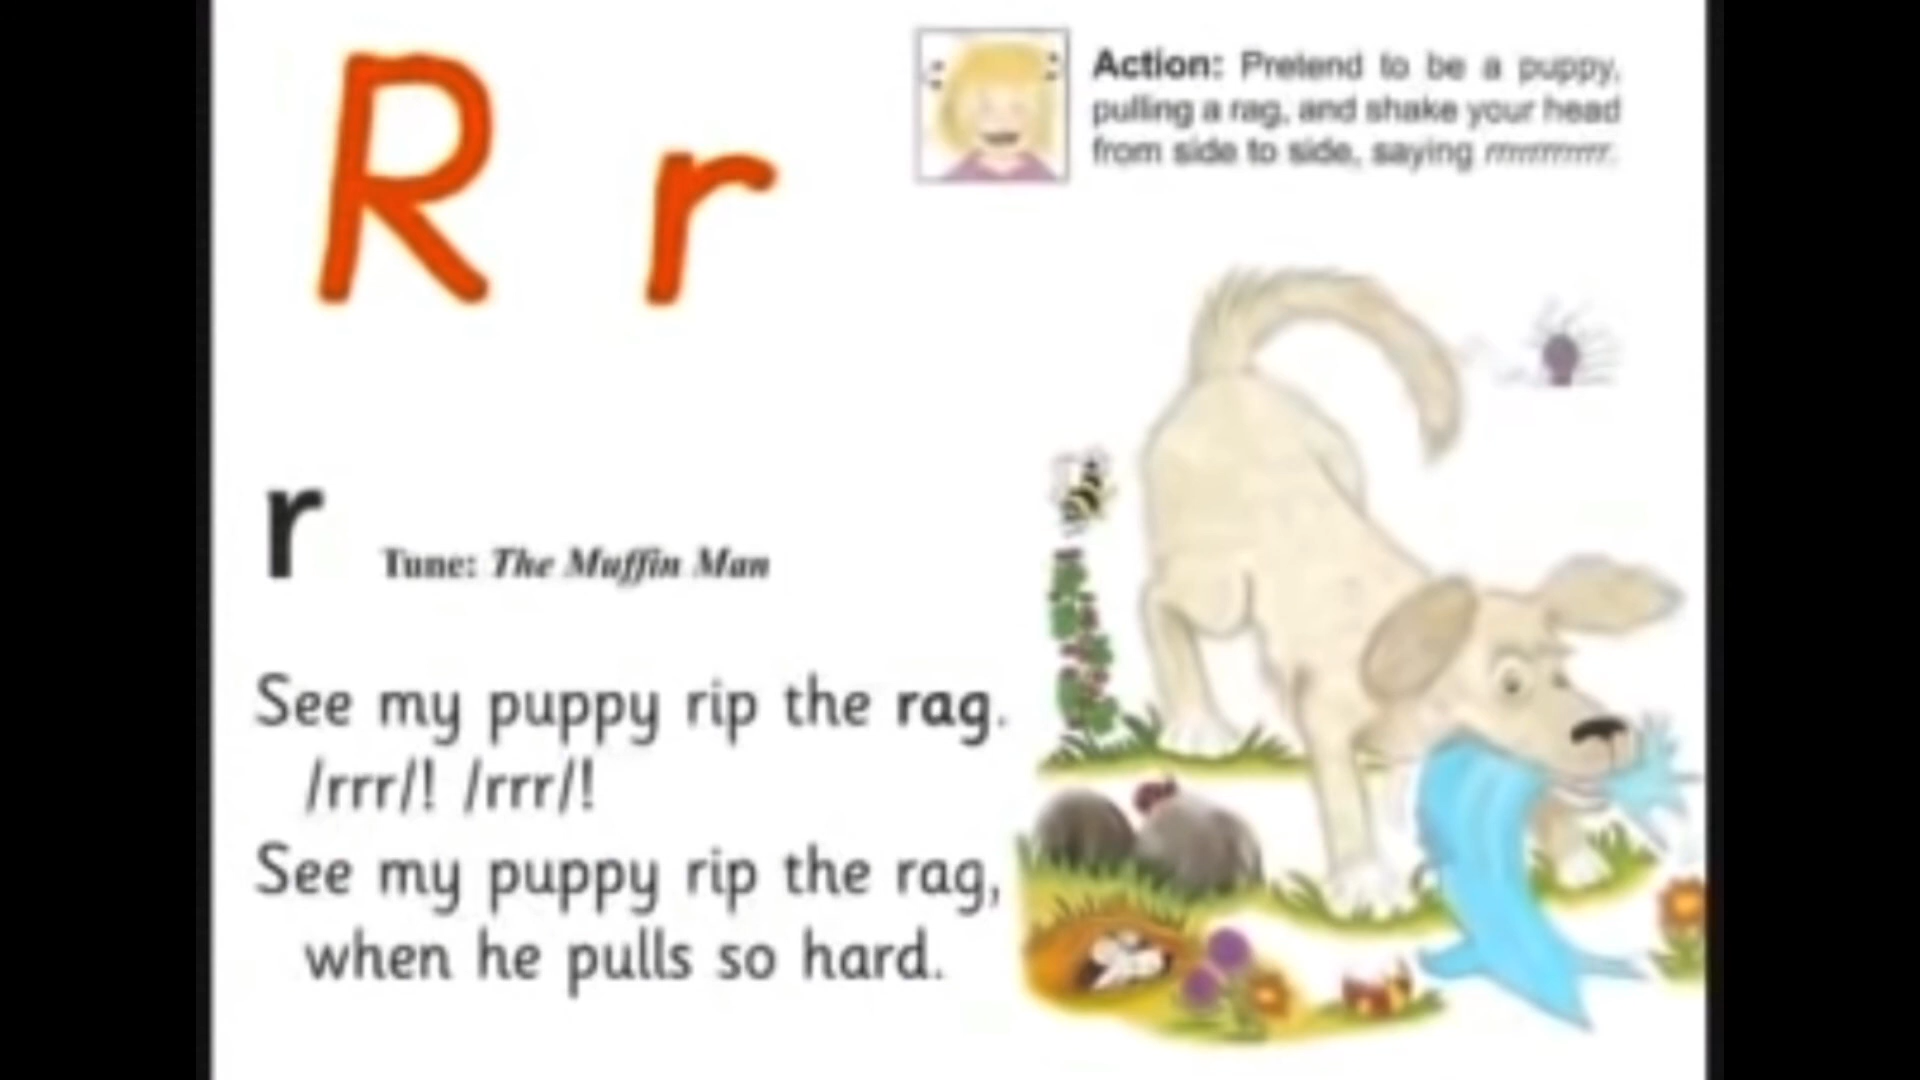 R r
Action: Pretend to be a puppy,
pulling a rag, and shake your head
from side to side, saying rrrrrrrrrr.
r
Tune: The Muffin Man
See my puppy rip the rag.
/rrr/! /rrr/!
See my puppy rip the rag,
when he pulls so hard.